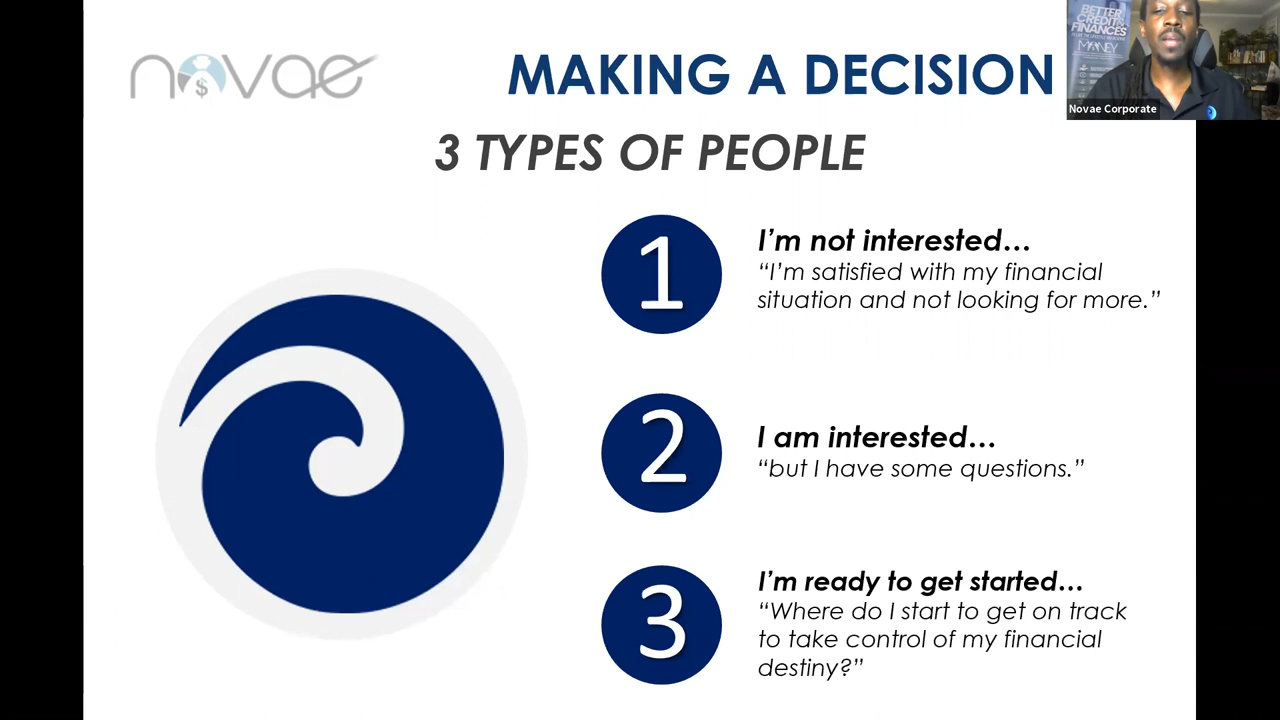 novae
MAKING A DECISION
BETTER
CREDIT
FINANCES
MONEY
Novae Corporate
3 TYPES OF PEOPLE
1
I'm not interested...
“I'm satisfied with my financial
situation and not looking for more.”
2
I am interested...
“but I have some questions.”
3
I'm ready to get started...
“Where do I start to get on track
to take control of my financial
destiny?”